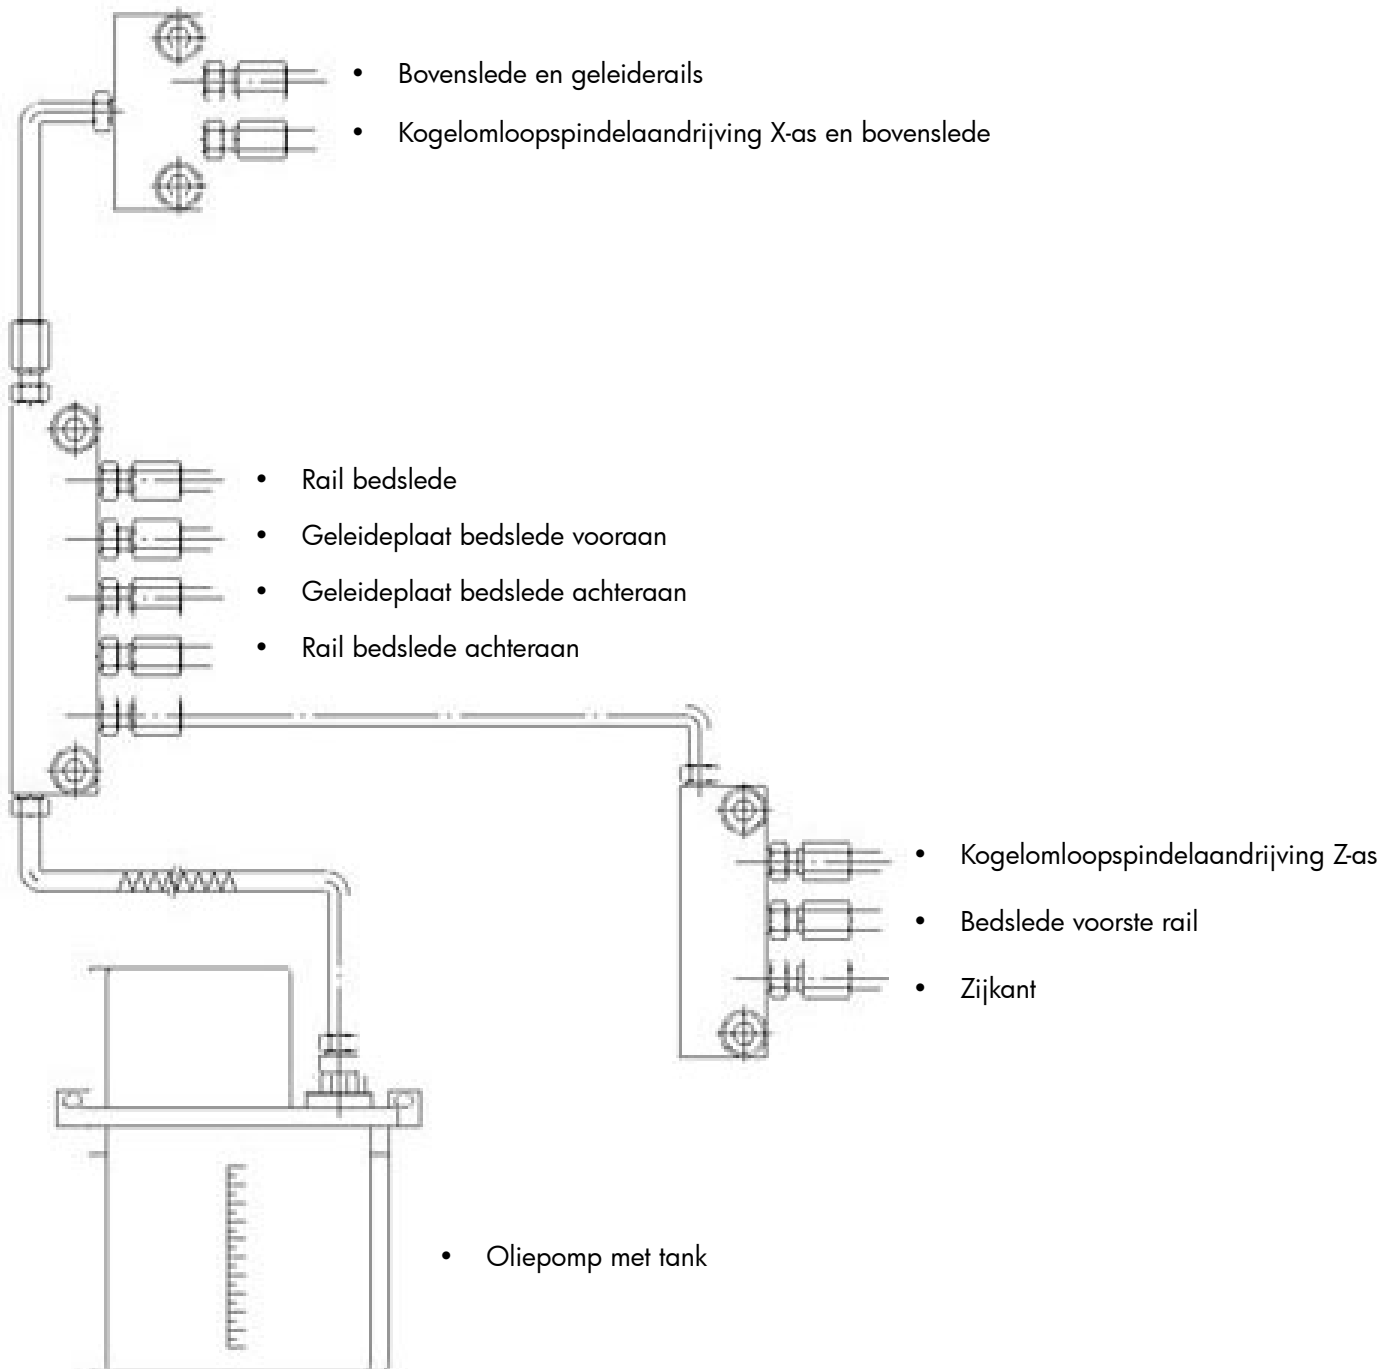 • Bovenslede en geleiderails
• Kogelomloopspindelaandrijving X-as en bovenslede
• Rail bedslede
• Geleideplaat bedslede vooraan
• Geleideplaat bedslede achteraan
• Rail bedslede achteraan
• Kogelomloopspindelaandrijving Z-as
• Bedslede voorste rail
• Zijkant
• Oliepomp met tank